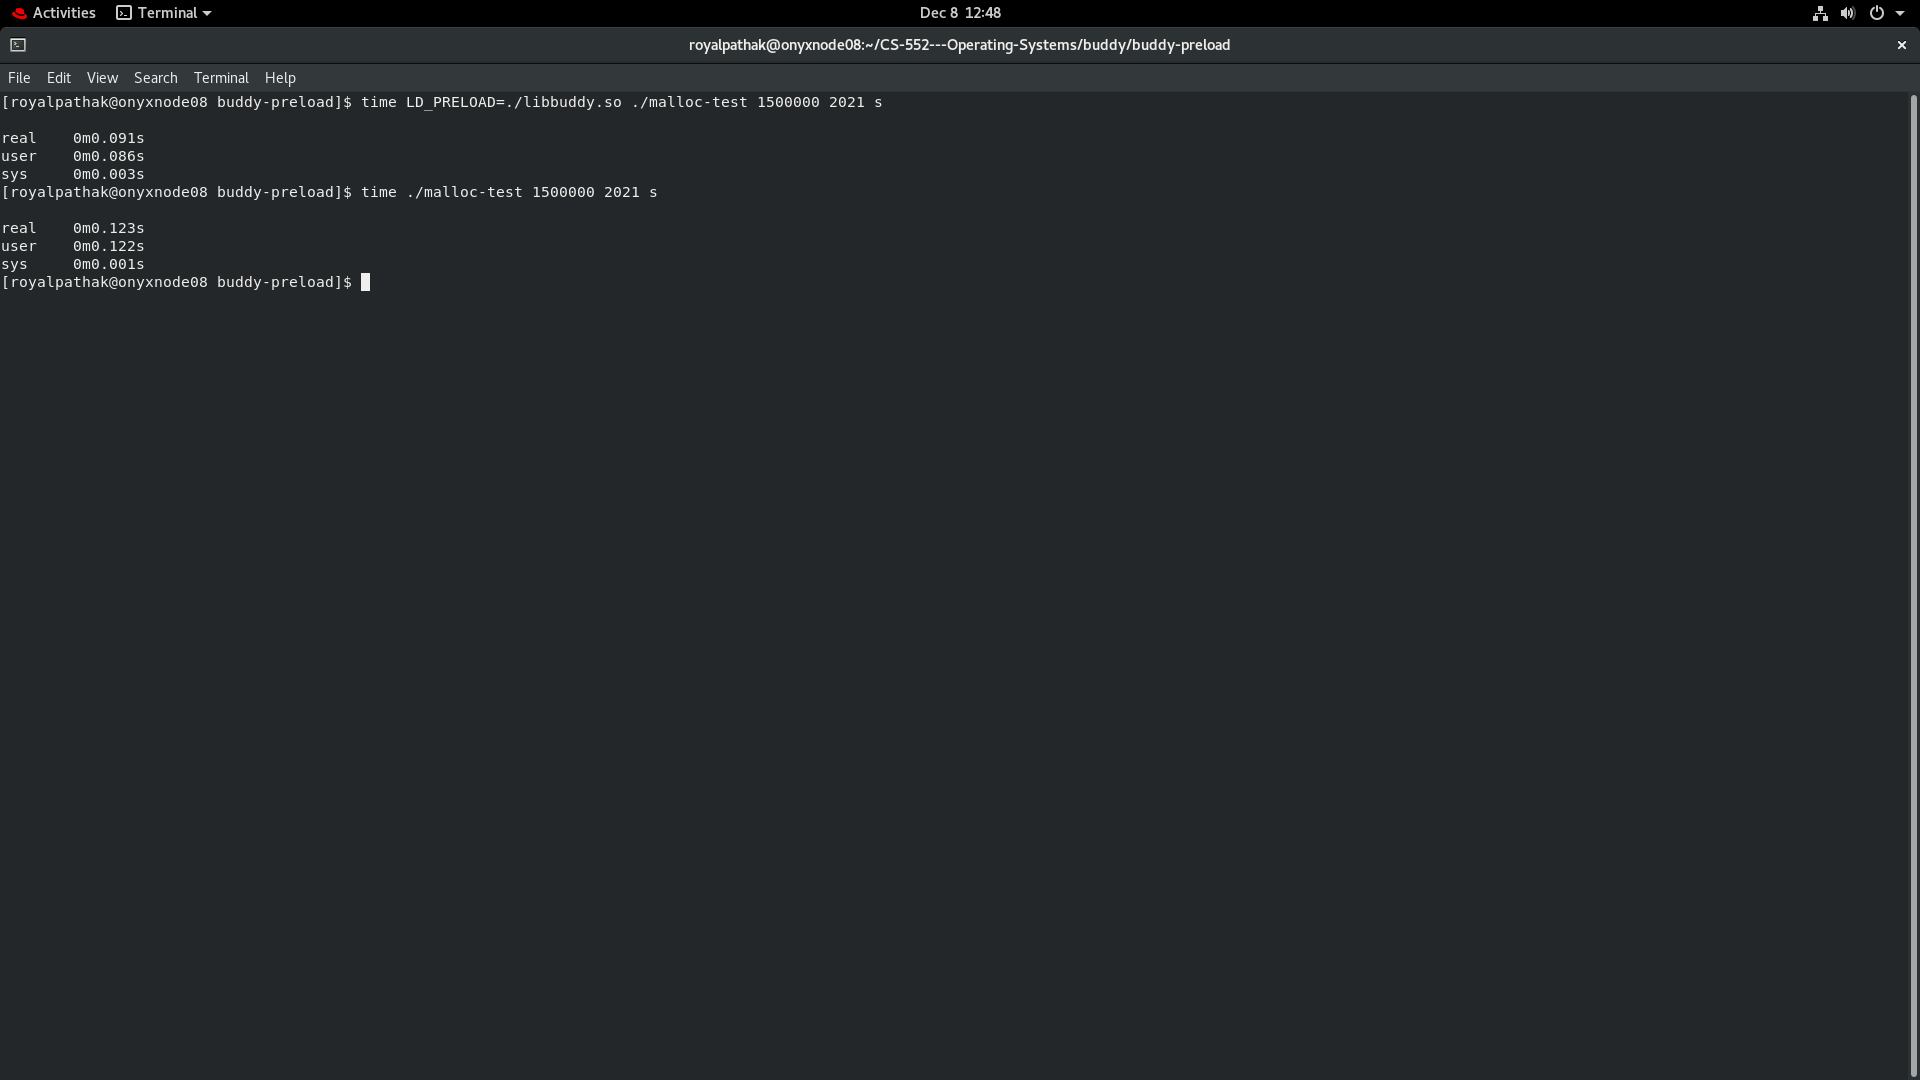 Activities Terminal Dec 8 12:48
royalpathak@onyxnode08:~/CS-552---Operating-Systems/buddy/buddy-preload
File Edit View Search Terminal Help
[royalpathak@onyxnode08 buddy-preload]$ time LD_PRELOAD=./libbuddy.so ./malloc-test 1500000 2021 s
real 0m0.091s
user 0m0.086s
sys 0m0.003s
[royalpathak@onyxnode08 buddy-preload]$ time ./malloc-test 1500000 2021 s
real 0m0.123s
user 0m0.122s
sys 0m0.001s
[royalpathak@onyxnode08 buddy-preload]$